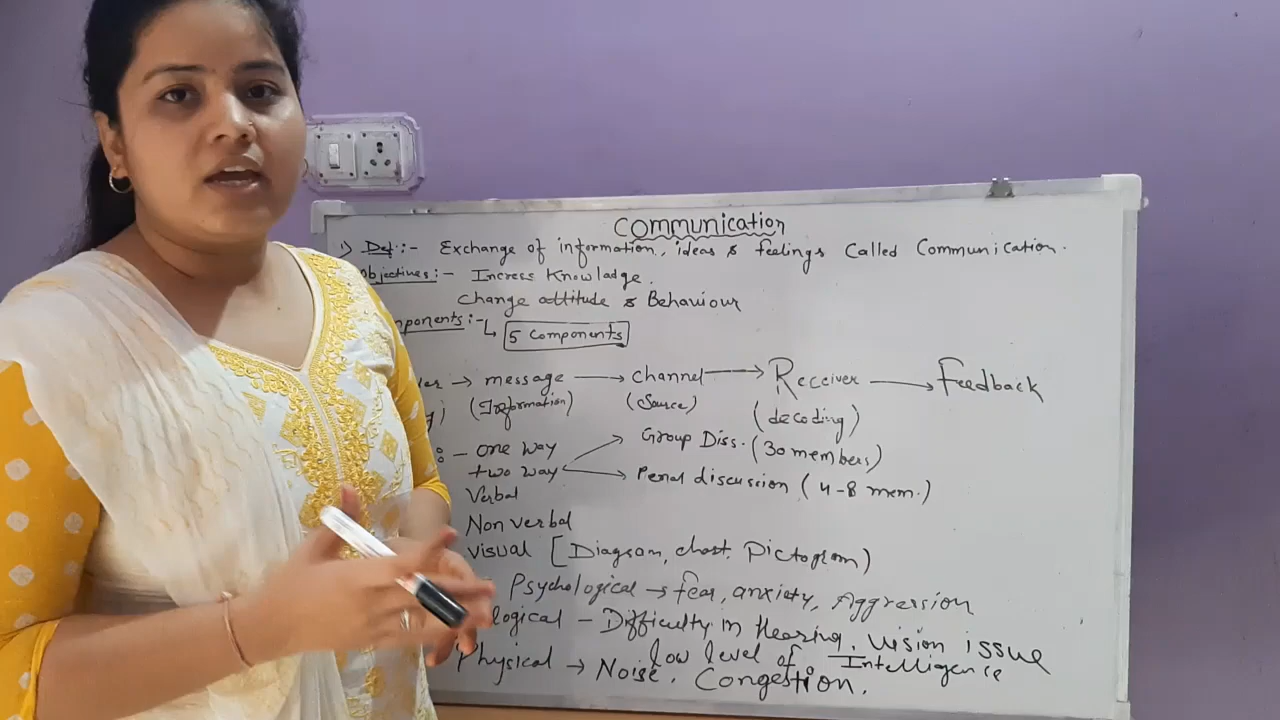 Communication
1) Def :- Exchange of information, ideas & feelings Called Communication.
objectives :- Incress Knowladge.
Change attitude & Behaviour
mponents :- ↳ 5 components
→ message → channel → Receiver → Feedback
(Information) (Source) (decoding)
: - one way Group Diss. (30 members)
two way Penal discussion (4-8 mem.)
Verbal
Non verbal
visual [Diagram, chart. Pictogram)
Psychological → fear, anxiety, Aggression
logical - Difficulty in Hearing, Vision issue
low level of Intelligence
Physical → Noise, Congestion.